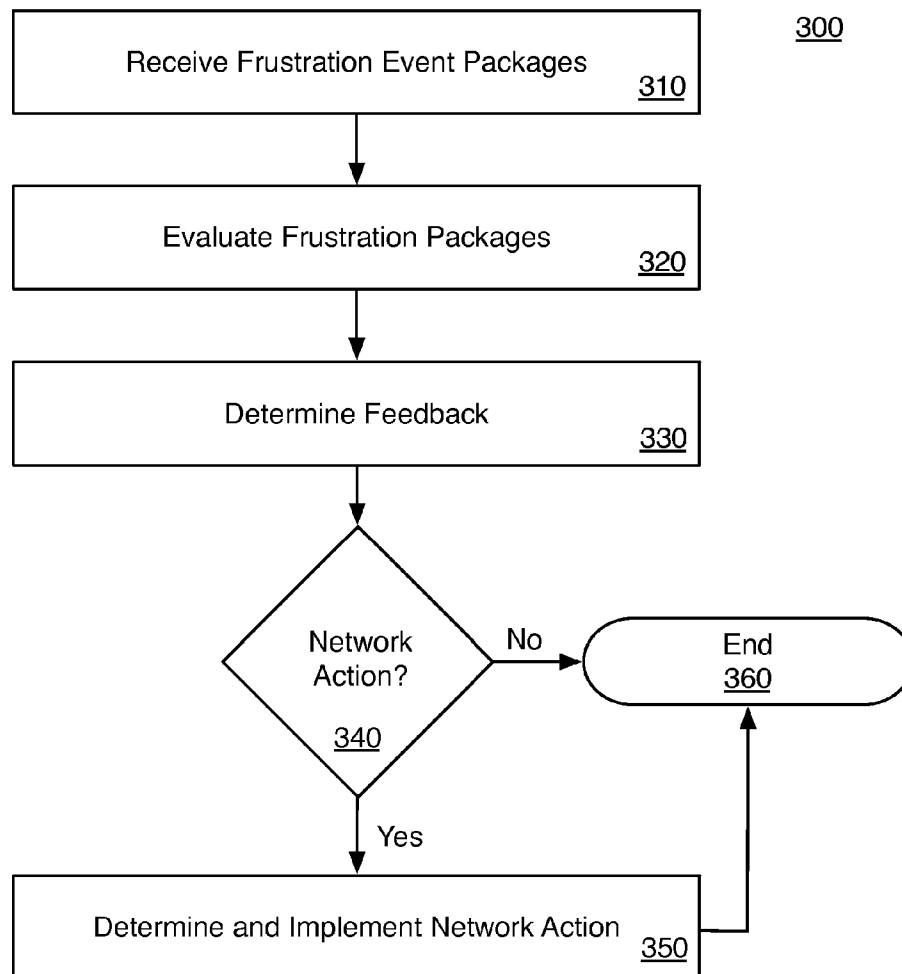 300
Receive Frustration Event Packages
310
Evaluate Frustration Packages
320
Determine Feedback
330
Network
Action?
340
No
End
360
Yes
Determine and Implement Network Action
350